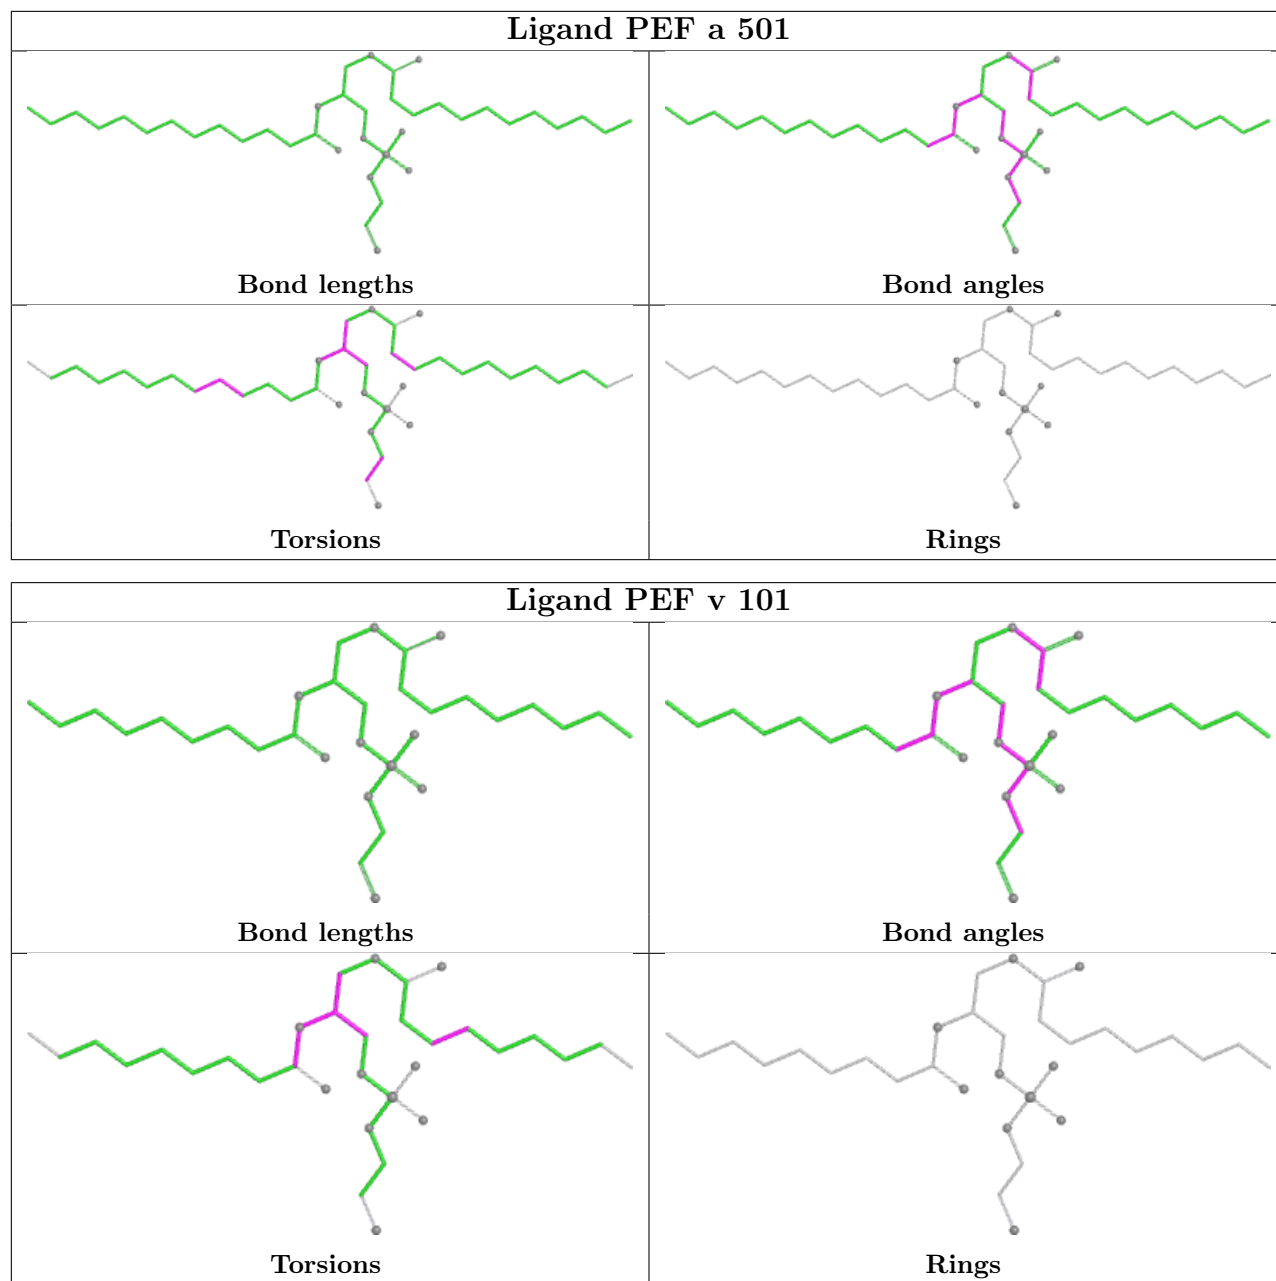 Ligand PEF a 501
Bond lengths
Bond angles
Torsions
Rings
Ligand PEF v 101
Bond lengths
Bond angles
Torsions
Rings